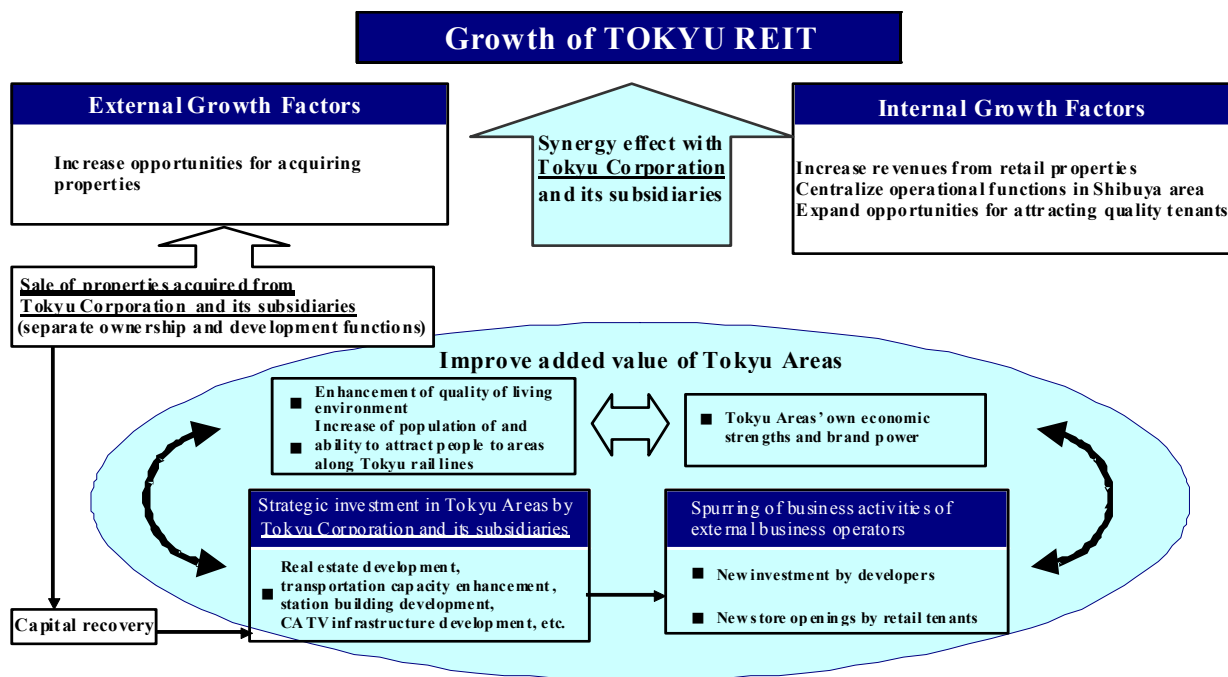 Growth of TOKYU REIT
External Growth Factors
Increase opportunities for acquiring
properties
Synergy effect with
Tokyu Corporation
and its subsidiaries
Internal Growth Factors
Increase revenues from retail properties
Centralize operational functions in Shibuya area
Expand opportunities for attracting quality tenants
Sale of properties acquired from
Tokyu Corporation and its subsidiaries
(separate ownership and development functions)
Improve added value of Tokyu Areas
■ Enhancement of quality of living
environment
Increase of population of and
■ ability to attract people to areas
along Tokyu rail lines
■ Tokyu Areas' own economic
strengths and brand power
Strategic investment in Tokyu Areas by
Tokyu Corporation and its subsidiaries
Real estate development,
■ transportation capacity enhancement,
station building development,
CATV infrastructure development, etc.
Spurring of business activities of
external business operators
■ New investment by developers
■ New store openings by retail tenants
Capital recovery